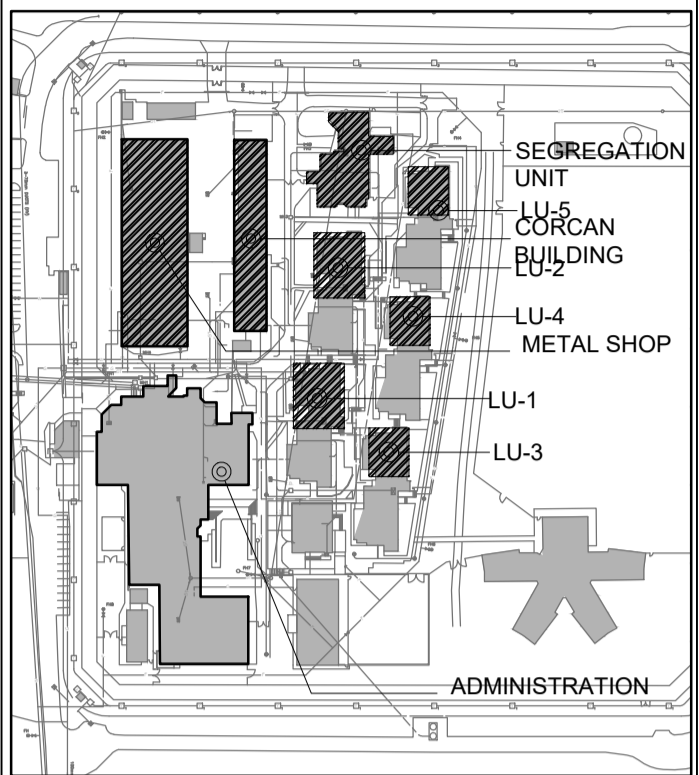 SEGREGATION
UNIT
LU-5
CORCAN
BUILDING
LU-2
LU-4
METAL SHOP
LU-1
LU-3
ADMINISTRATION